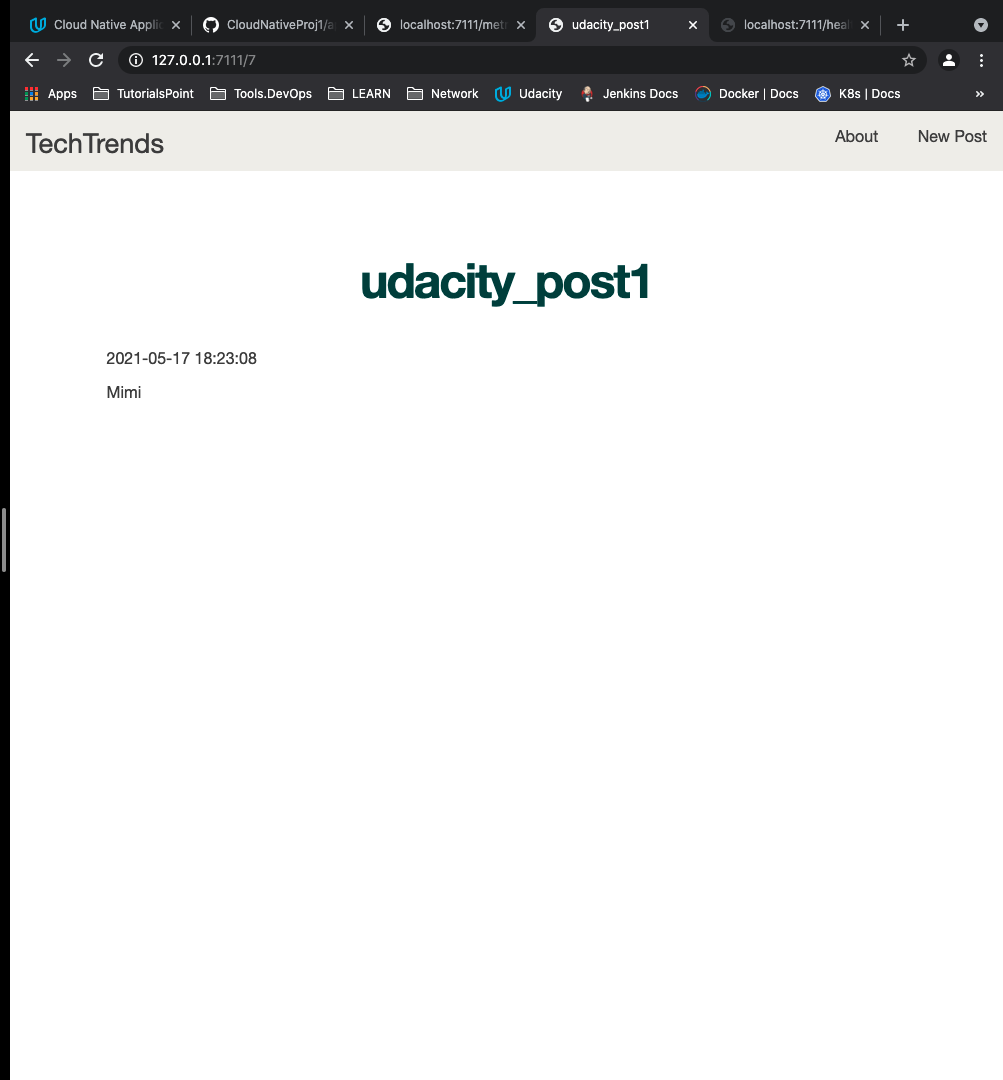 Cloud Native Applic
CloudNativeProj1/a
localhost:7111/metr
udacity_post1
localhost:7111/heal
127.0.0.1:7111/7
Apps TutorialsPoint Tools.DevOps LEARN Network Udacity Jenkins Docs Docker | Docs K8s | Docs »
TechTrends About New Post
udacity_post1
2021-05-17 18:23:08
Mimi